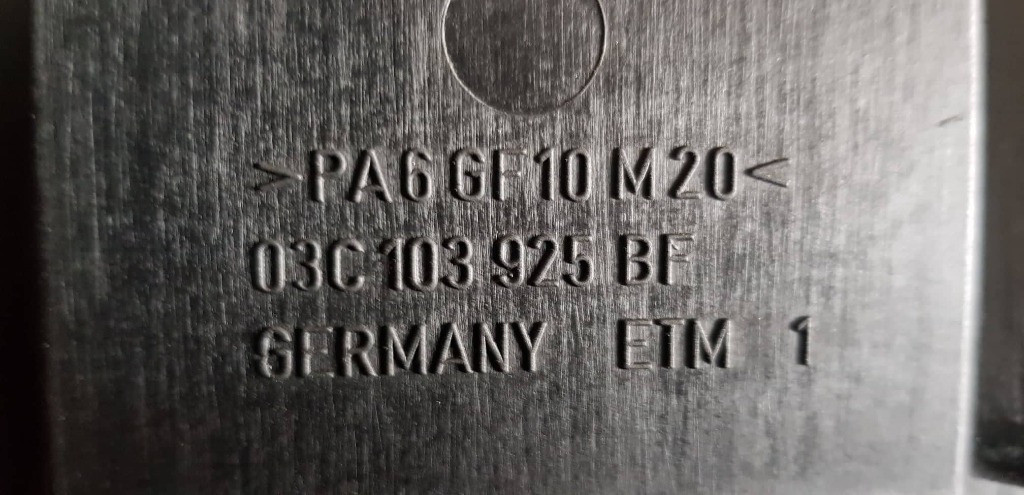 >PA6 GF10 M20<
03C 103 925 BF
GERMANY ETM 1